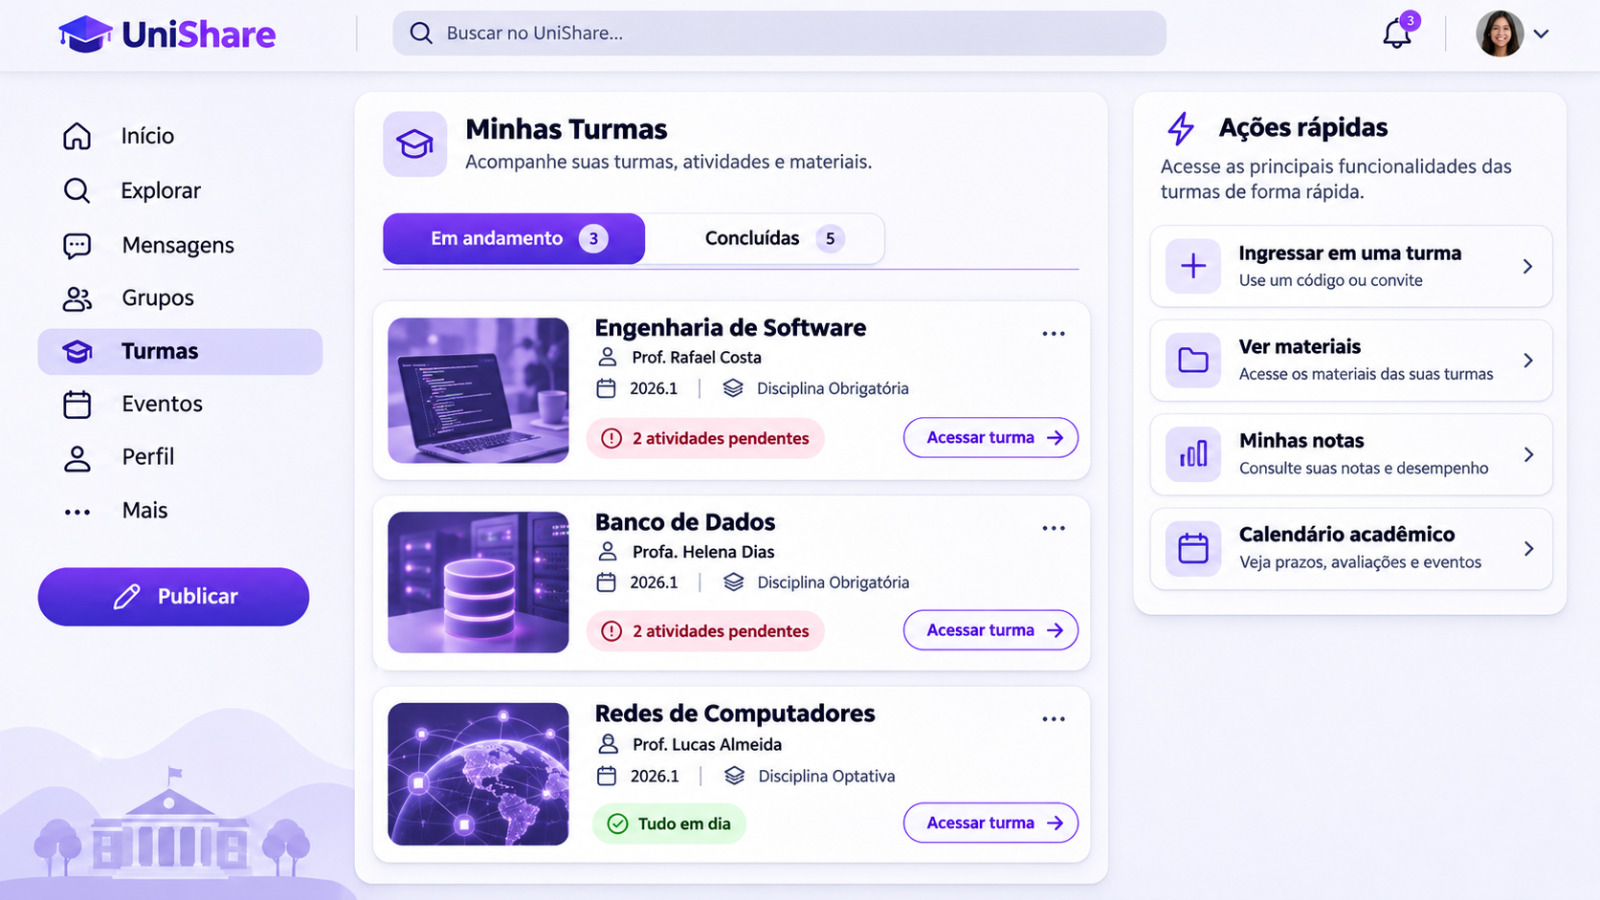 UniShare
Buscar no UniShare...
3
Início
Explorar
Mensagens
Grupos
Turmas
Eventos
Perfil
Mais
Publicar
Minhas Turmas
Acompanhe suas turmas, atividades e materiais.
Em andamento 3
Concluídas 5
Engenharia de Software
Prof. Rafael Costa
2026.1 | Disciplina Obrigatória
2 atividades pendentes
Acessar turma
Banco de Dados
Profa. Helena Dias
2026.1 | Disciplina Obrigatória
2 atividades pendentes
Acessar turma
Redes de Computadores
Prof. Lucas Almeida
2026.1 | Disciplina Optativa
Tudo em dia
Acessar turma
Ações rápidas
Acesse as principais funcionalidades das
turmas de forma rápida.
Ingressar em uma turma
Use um código ou convite
Ver materiais
Acesse os materiais das suas turmas
Minhas notas
Consulte suas notas e desempenho
Calendário acadêmico
Veja prazos, avaliações e eventos